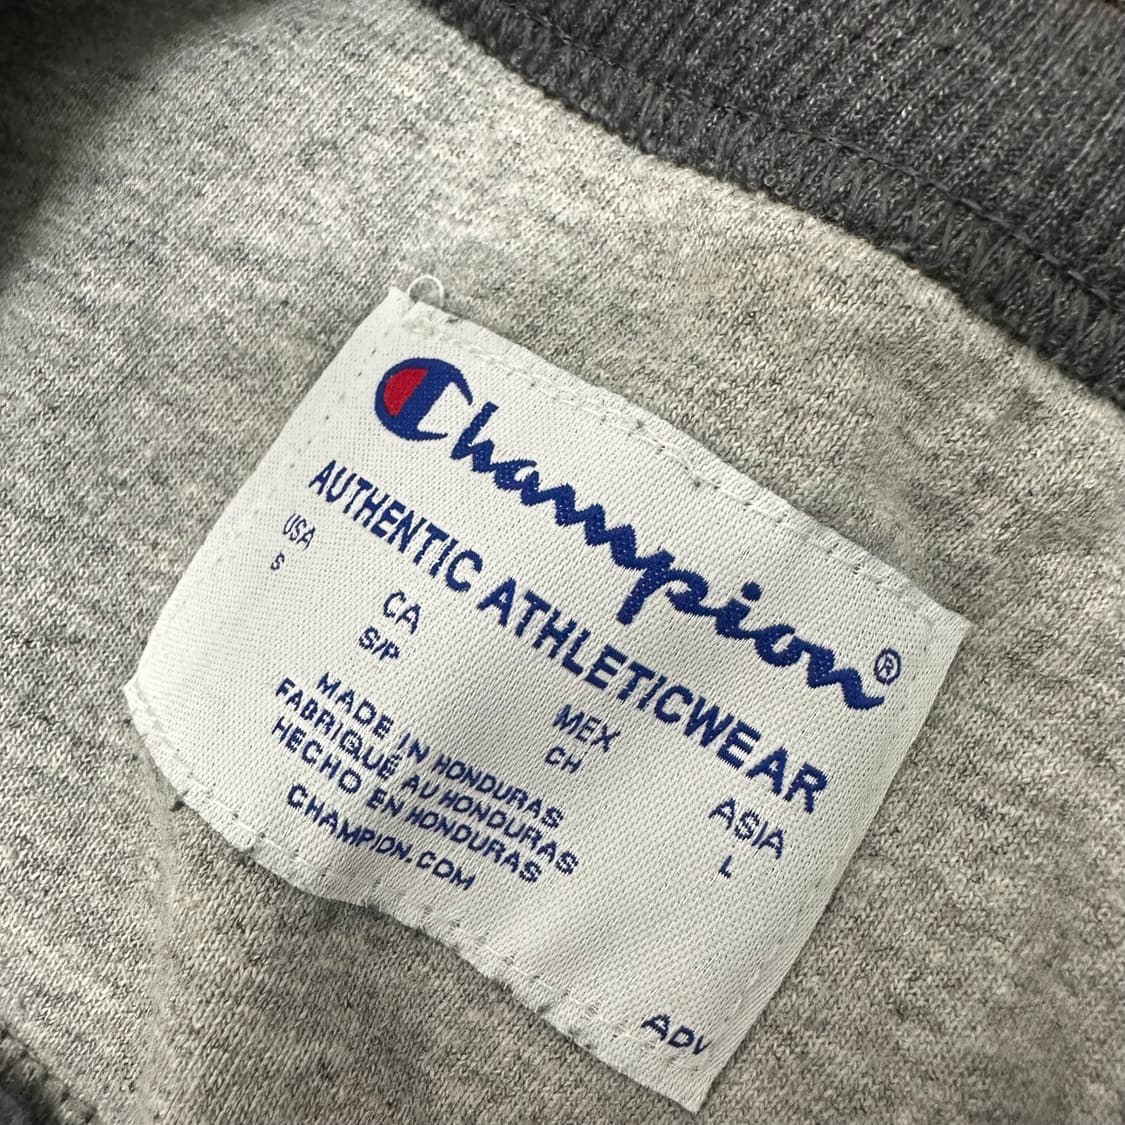 Champion®
AUTHENTIC ATHLETICWEAR
USA CA MEX ASIA
S S/P CH L
MADE IN HONDURAS
FABRIQUÉ AU HONDURAS
HECHO EN HONDURAS
CHAMPION.COM
ADV